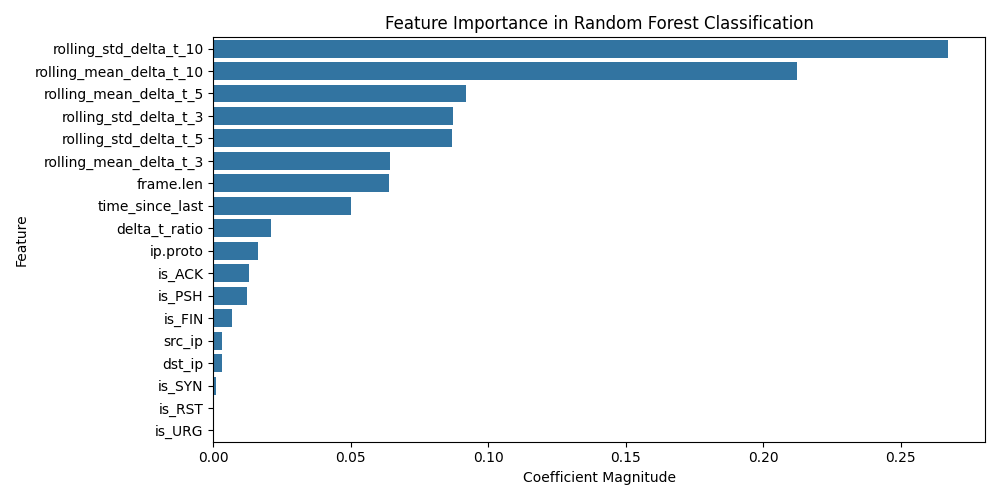 Feature Importance in Random Forest Classification
rolling_std_delta_t_10
rolling_mean_delta_t_10
rolling_mean_delta_t_5
rolling_std_delta_t_3
rolling_std_delta_t_5
rolling_mean_delta_t_3
frame.len
time_since_last
delta_t_ratio
ip.proto
is_ACK
is_PSH
is_FIN
src_ip
dst_ip
is_SYN
is_RST
is_URG
Feature
0.00 0.05 0.10 0.15 0.20 0.25
Coefficient Magnitude